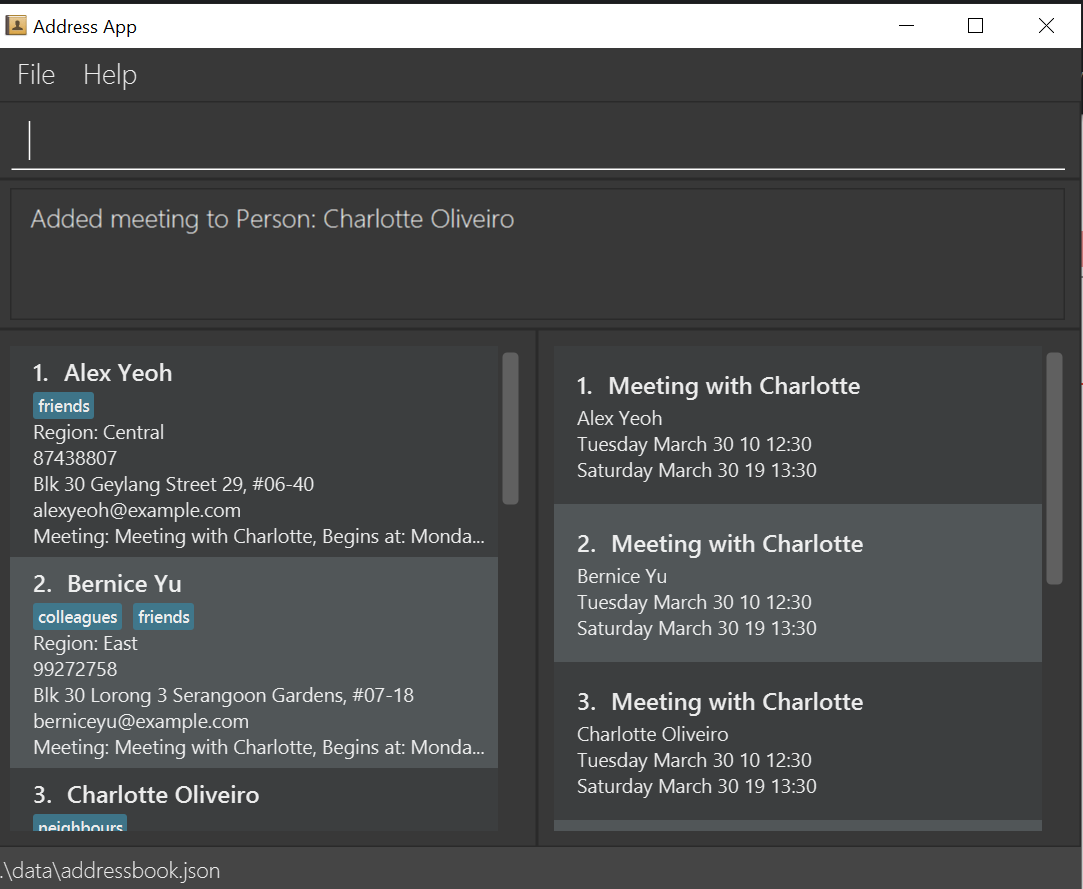 Address App
File Help
Added meeting to Person: Charlotte Oliveiro
1. Alex Yeoh
friends
Region: Central
87438807
Blk 30 Geylang Street 29, #06-40
alexyeoh@example.com
Meeting: Meeting with Charlotte, Begins at: Monda...
2. Bernice Yu
colleagues friends
Region: East
99272758
Blk 30 Lorong 3 Serangoon Gardens, #07-18
berniceyu@example.com
Meeting: Meeting with Charlotte, Begins at: Monda...
3. Charlotte Oliveiro
neighbours
1. Meeting with Charlotte
Alex Yeoh
Tuesday March 30 10 12:30
Saturday March 30 19 13:30
2. Meeting with Charlotte
Bernice Yu
Tuesday March 30 10 12:30
Saturday March 30 19 13:30
3. Meeting with Charlotte
Charlotte Oliveiro
Tuesday March 30 10 12:30
Saturday March 30 19 13:30
.\data\addressbook.json